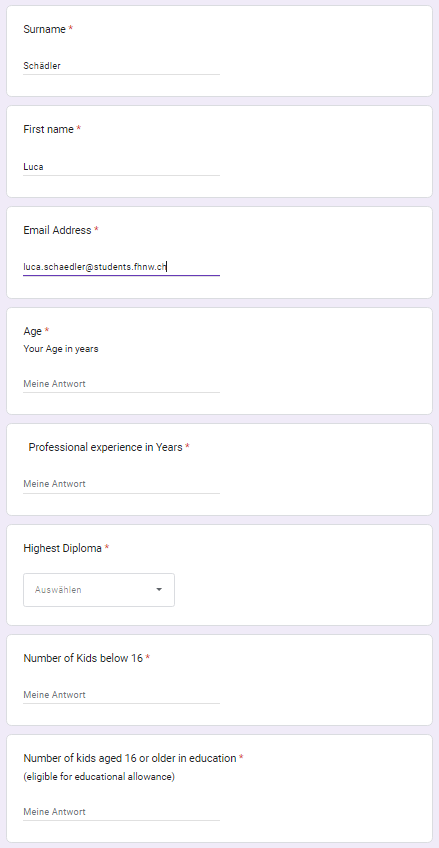 Surname *
Schädler
First name *
Luca
Email Address *
luca.schaedler@students.fhnw.ch
Age *
Your Age in years
Meine Antwort
Professional experience in Years *
Meine Antwort
Highest Diploma *
Auswählen
Number of Kids below 16 *
Meine Antwort
Number of kids aged 16 or older in education *
(eligible for educational allowance)
Meine Antwort